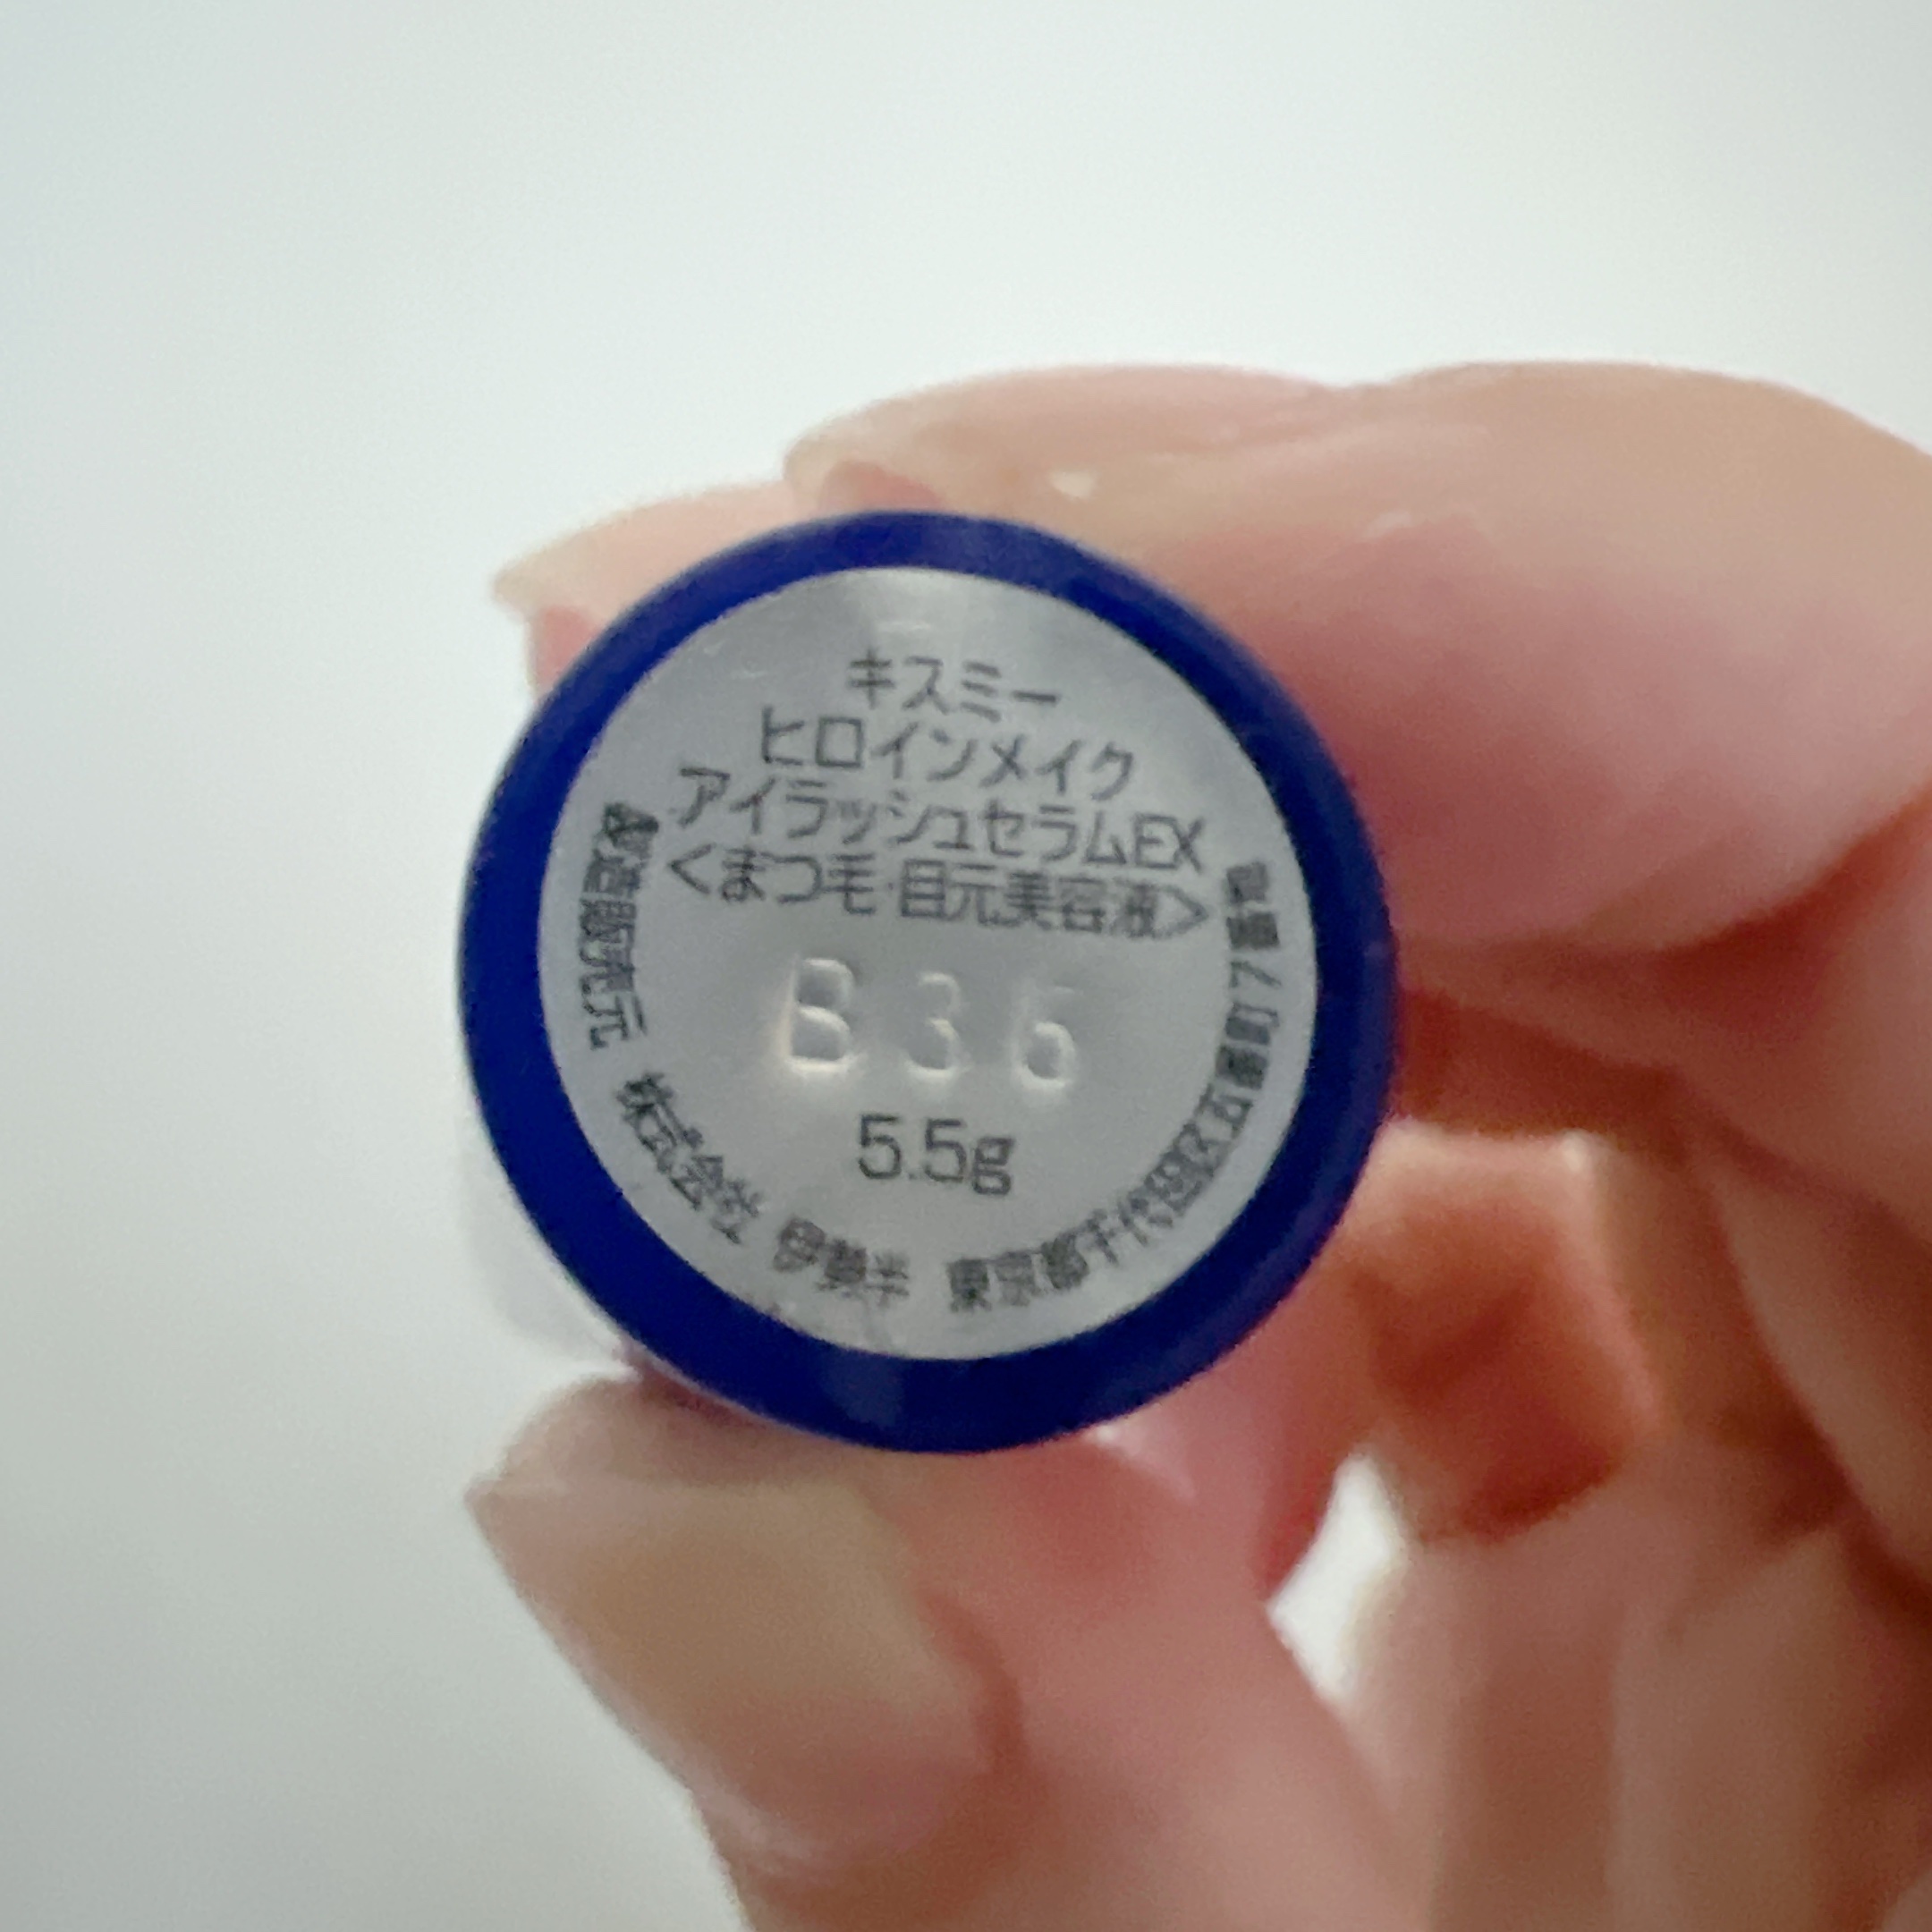 キスミー
ヒロインメイク
アイラッシュセラムEX
<まつ毛・目元美容液>
B36
5.5g
製造販売元 株式会社 伊勢半 東京都千代田区五番町7番地